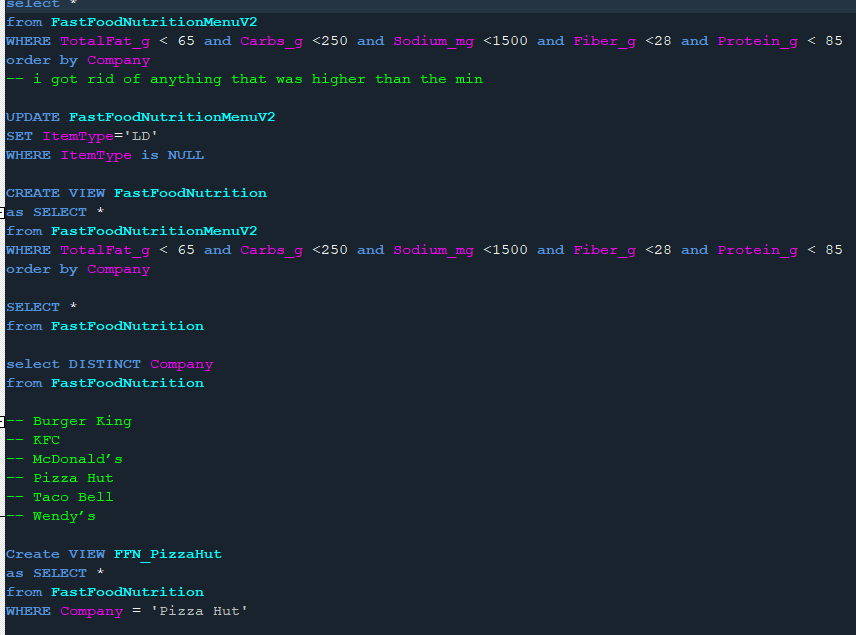 select *
from FastFoodNutritionMenuV2
WHERE TotalFat_g < 65 and Carbs_g <250 and Sodium_mg <1500 and Fiber_g <28 and Protein_g < 85
order by Company
-- i got rid of anything that was higher than the min
UPDATE FastFoodNutritionMenuV2
SET ItemType='LD'
WHERE ItemType is NULL
CREATE VIEW FastFoodNutrition
as SELECT *
from FastFoodNutritionMenuV2
WHERE TotalFat_g < 65 and Carbs_g <250 and Sodium_mg <1500 and Fiber_g <28 and Protein_g < 85
order by Company
SELECT *
from FastFoodNutrition
select DISTINCT Company
from FastFoodNutrition
-- Burger King
-- KFC
-- McDonald’s
-- Pizza Hut
-- Taco Bell
-- Wendy’s
Create VIEW FFN_PizzaHut
as SELECT *
from FastFoodNutrition
WHERE Company = 'Pizza Hut'